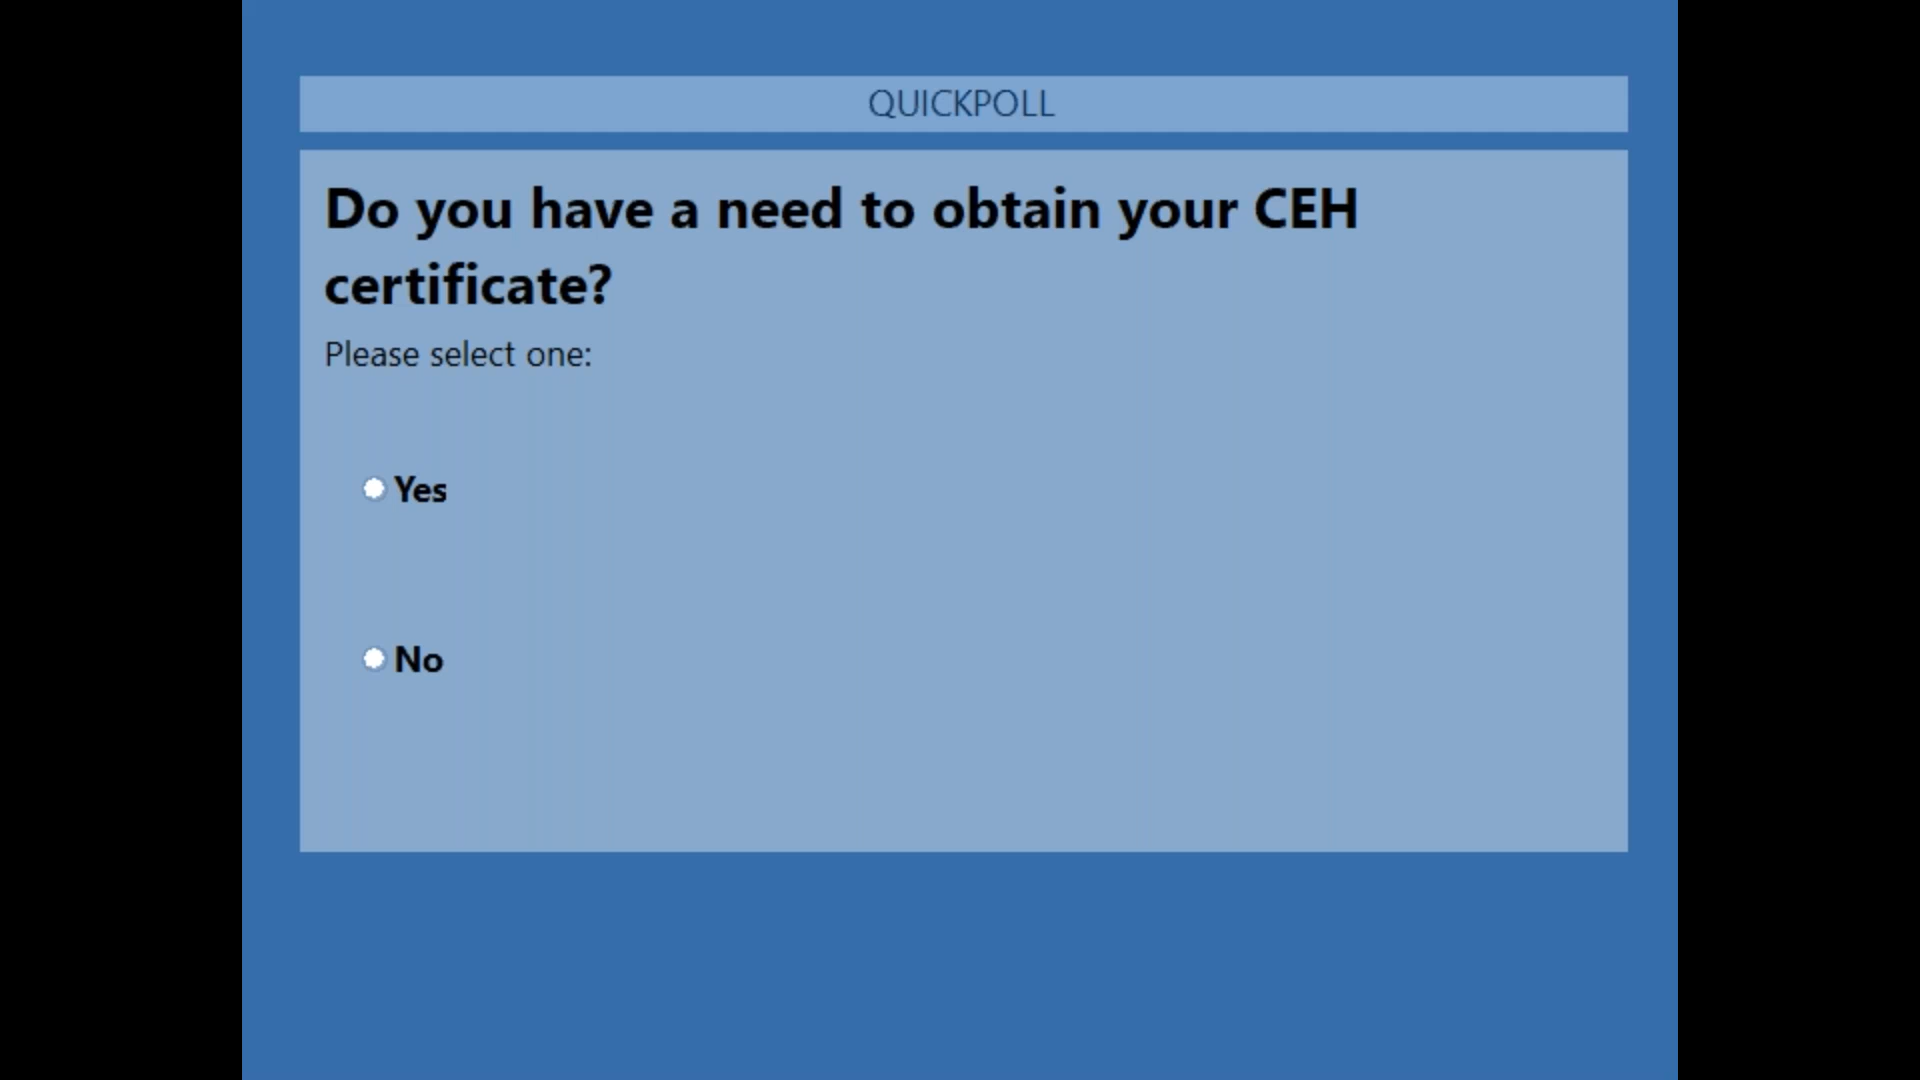 QUICKPOLL
Do you have a need to obtain your CEH
certificate?
Please select one:
Yes
No